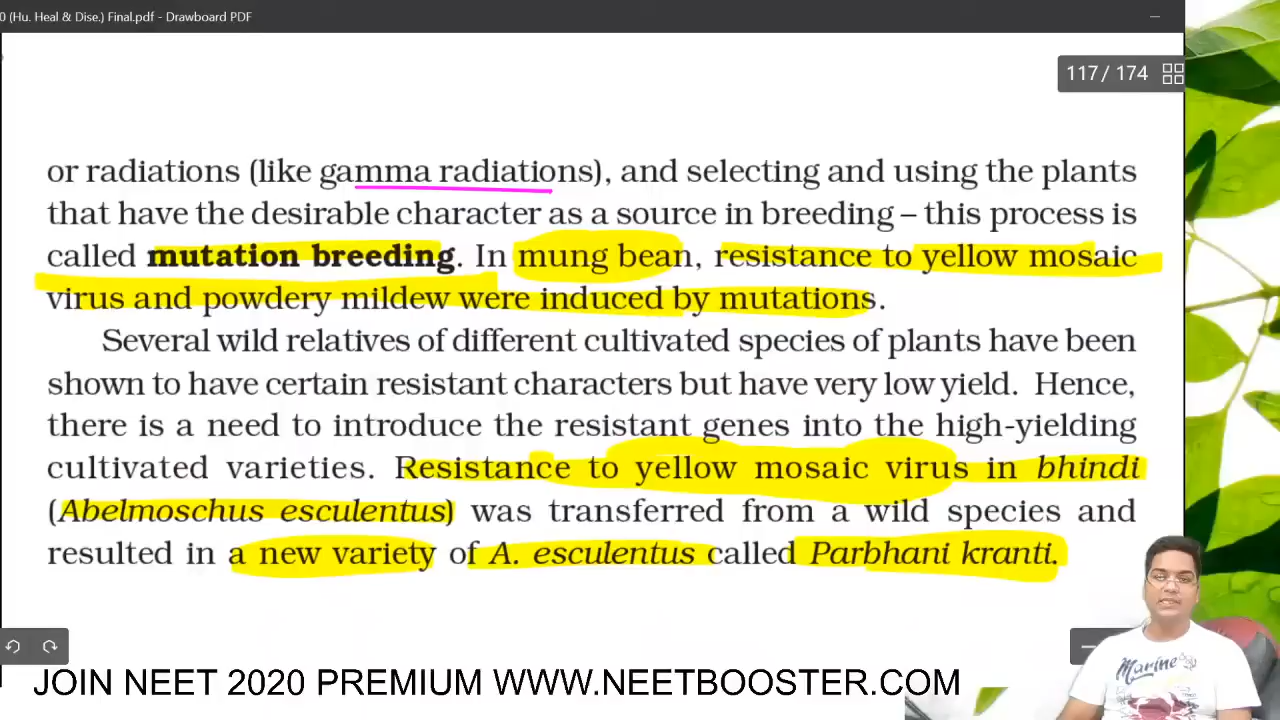 0 (Hu. Heal & Dise.) Final.pdf - Drawboard PDF
117 / 174
or radiations (like gamma radiations), and selecting and using the plants
that have the desirable character as a source in breeding – this process is
called mutation breeding. In mung bean, resistance to yellow mosaic
virus and powdery mildew were induced by mutations.
Several wild relatives of different cultivated species of plants have been
shown to have certain resistant characters but have very low yield. Hence,
there is a need to introduce the resistant genes into the high-yielding
cultivated varieties. Resistance to yellow mosaic virus in bhindi
(Abelmoschus esculentus) was transferred from a wild species and
resulted in a new variety of A. esculentus called Parbhani kranti.
Marine
JOIN NEET 2020 PREMIUM WWW.NEETBOOSTER.COM